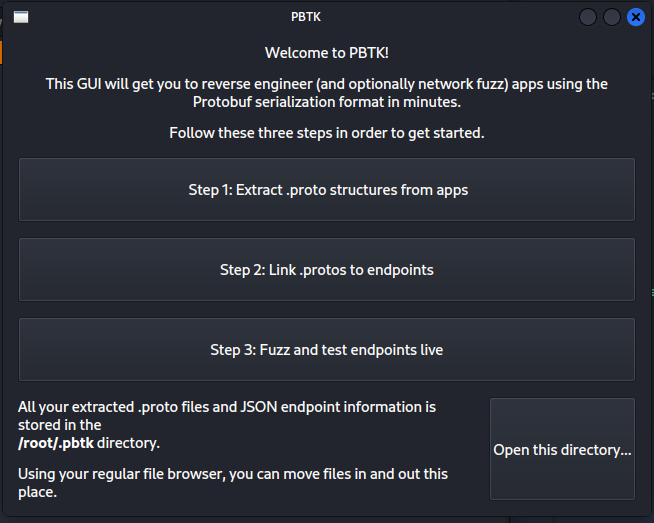 PBTK
Welcome to PBTK!
This GUI will get you to reverse engineer (and optionally network fuzz) apps using the
Protobuf serialization format in minutes.
Follow these three steps in order to get started.
Step 1: Extract .proto structures from apps
Step 2: Link .protos to endpoints
Step 3: Fuzz and test endpoints live
All your extracted .proto files and JSON endpoint information is
stored in the
/root/.pbtk directory.
Using your regular file browser, you can move files in and out this
place.
Open this directory...